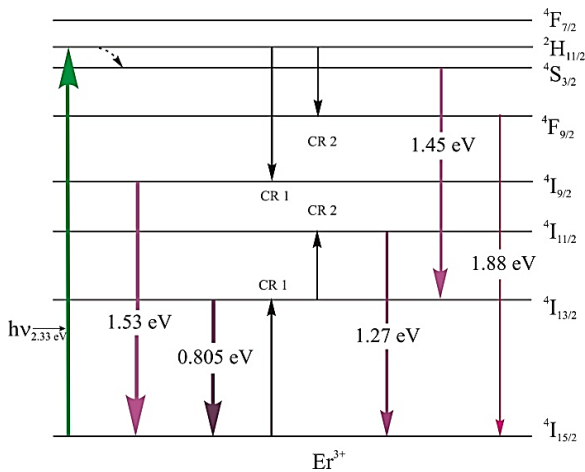 ⁴F₇/₂
²H₁₁/₂
⁴S₃/₂
⁴F₉/₂
CR 2
1.45 eV
⁴I₉/₂
CR 1
CR 2
⁴I₁₁/₂
1.88 eV
CR 1
⁴I₁₃/₂
hν₂.₃₃ ₑV
1.53 eV
0.805 eV
1.27 eV
⁴I₁₅/₂
Er³⁺